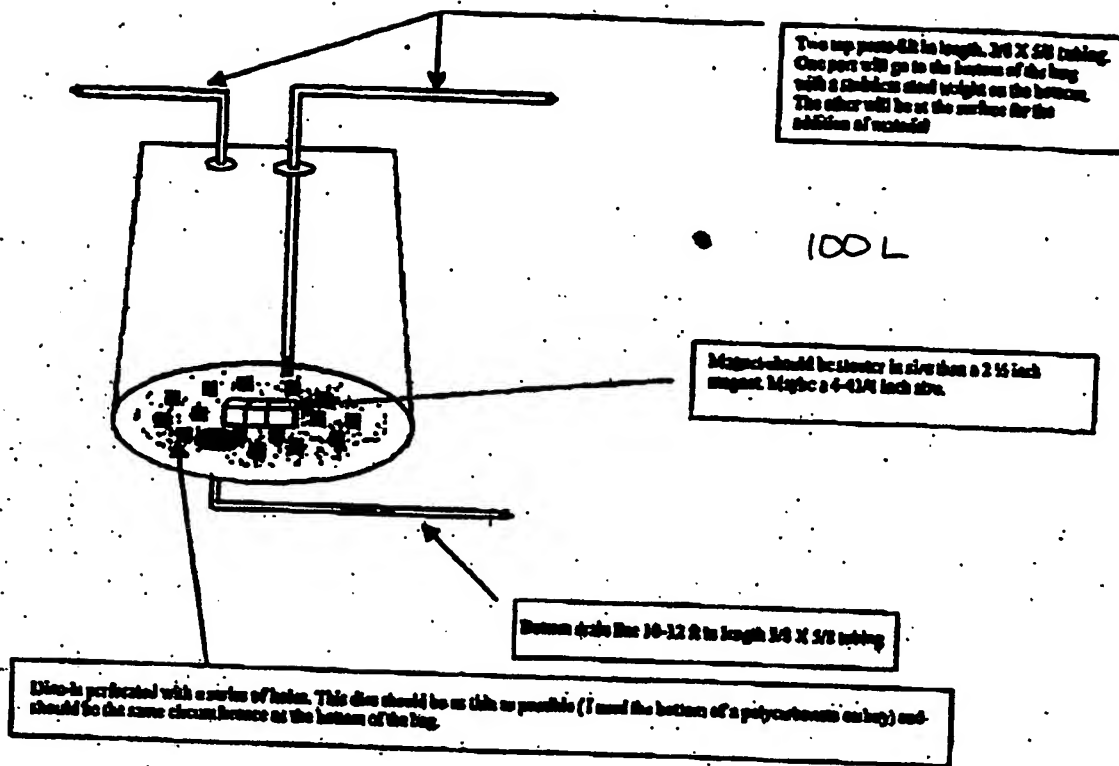 Two top ports-8ft in length. 3/8 X 5/8 tubing.
One port will go to the bottom of the bag
with a stainless steel weight on the bottom.
The other will be at the surface for the
addition of material
100 L
Magnet should be stouter in size than a 2 ½ inch
magnet. Maybe a 4-4 inch size.
Bottom drain line 10-12 ft in length 3/8 X 5/8 tubing
Disc-is perforated with a series of holes. This disc should be as thin as possible (I used the bottom of a polycarbonate) and
should be the same circumference as the bottom of the bag.